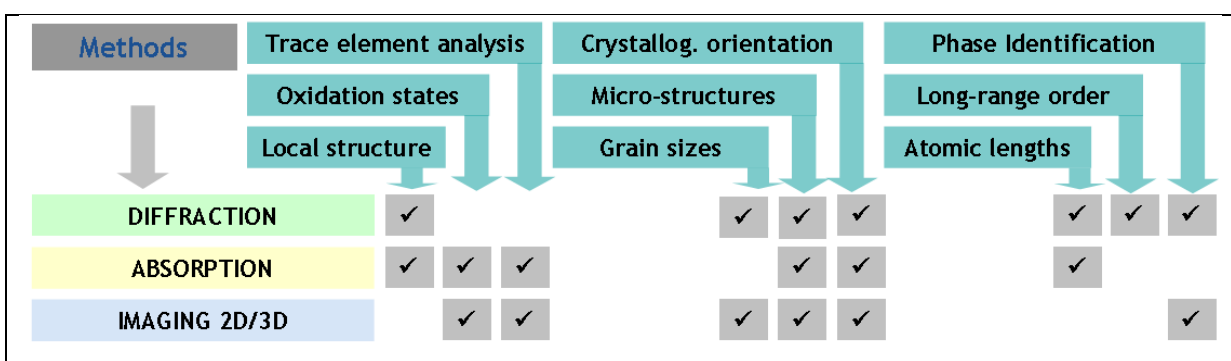 Methods
Trace element analysis
Crystallog. orientation
Phase Identification
Oxidation states
Micro-structures
Long-range order
Local structure
Grain sizes
Atomic lengths
DIFFRACTION ✓ ✓ ✓ ✓ ✓ ✓ ✓
ABSORPTION ✓ ✓ ✓ ✓ ✓ ✓
IMAGING 2D/3D ✓ ✓ ✓ ✓ ✓ ✓